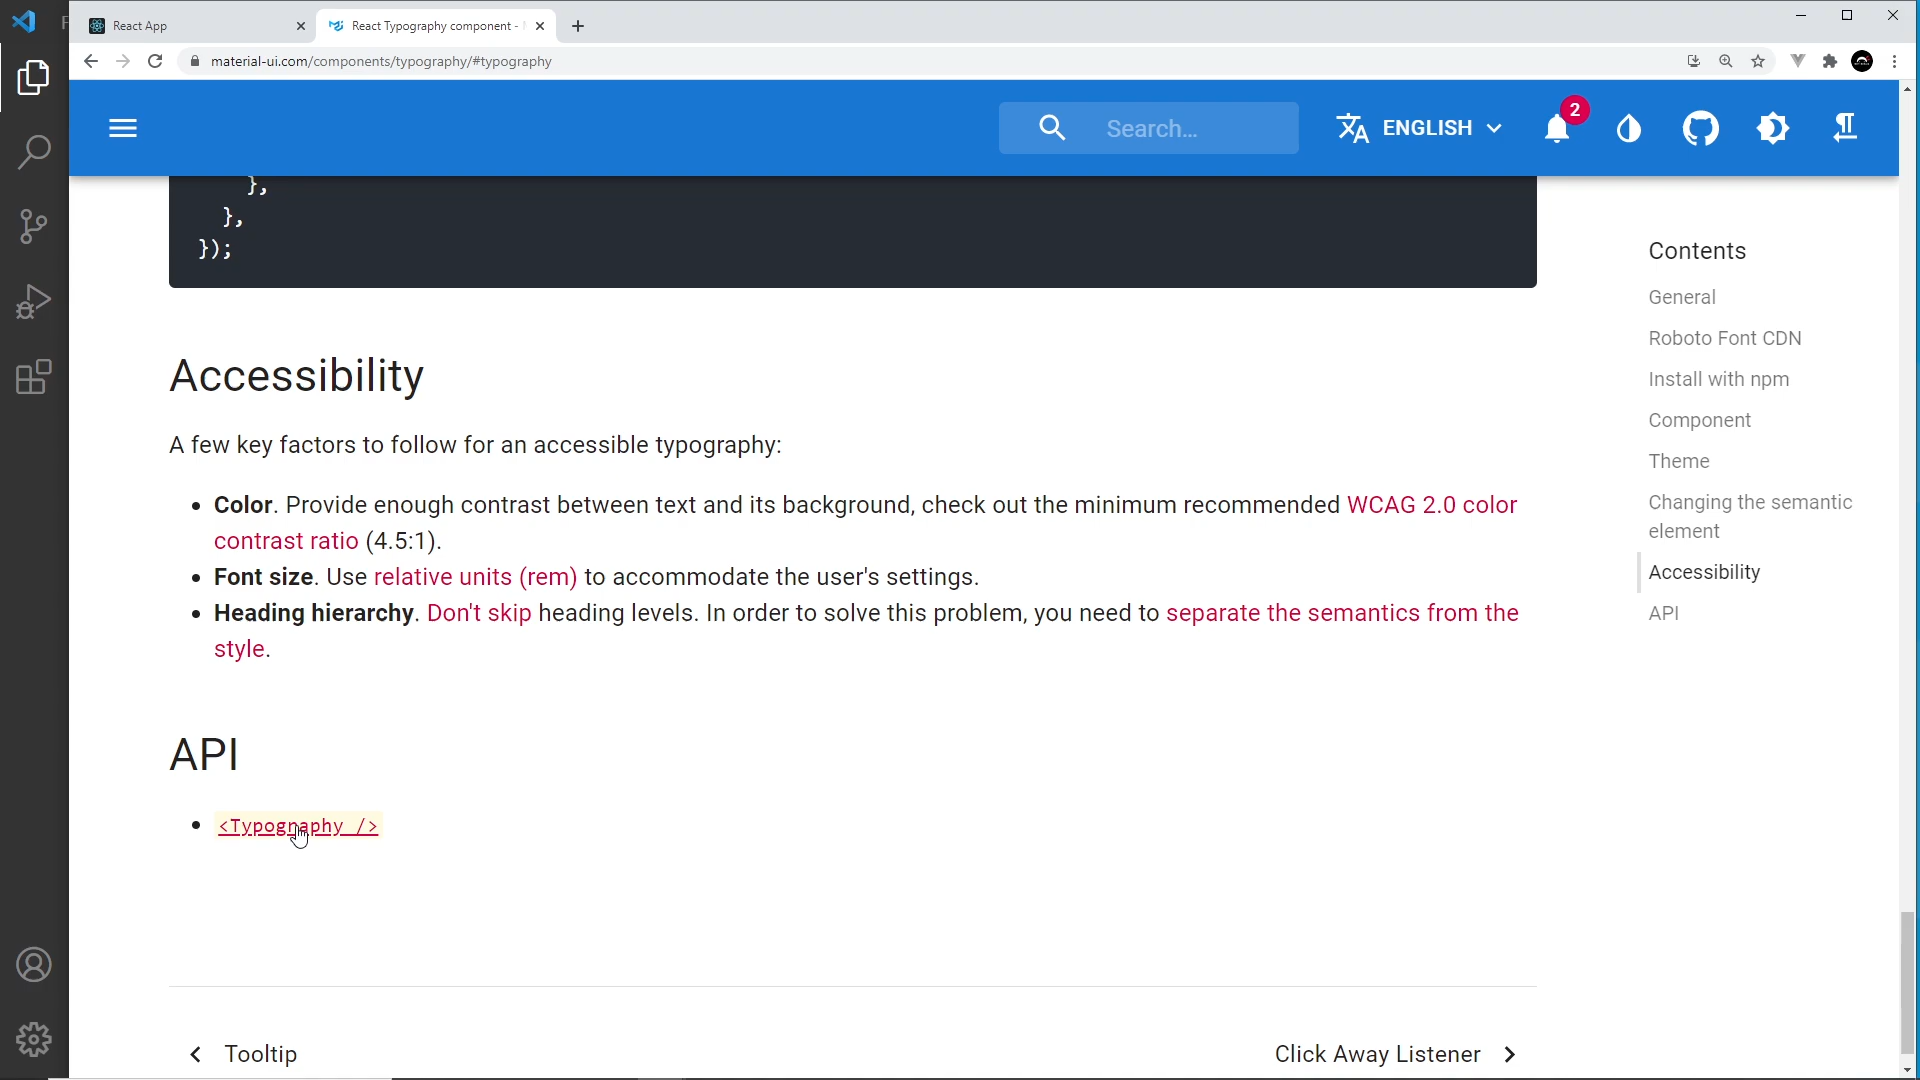 React App
React Typography component -
material-ui.com/components/typography/#typography
Search…
ENGLISH
2
},
},
});
Accessibility
A few key factors to follow for an accessible typography:
Color. Provide enough contrast between text and its background, check out the minimum recommended WCAG 2.0 color
contrast ratio (4.5:1).
Font size. Use relative units (rem) to accommodate the user's settings.
Heading hierarchy. Don't skip heading levels. In order to solve this problem, you need to separate the semantics from the
style.
API
<Typography />
Tooltip
Click Away Listener
Contents
General
Roboto Font CDN
Install with npm
Component
Theme
Changing the semantic
element
Accessibility
API